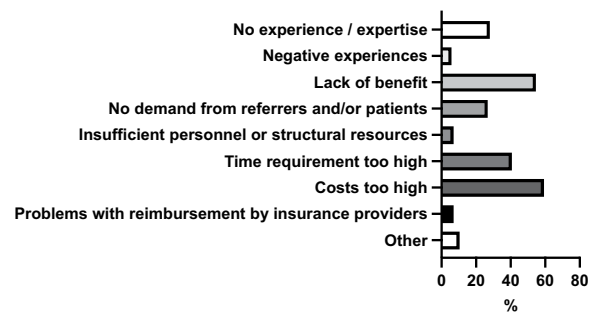 No experience / expertise
Negative experiences
Lack of benefit
No demand from referrers and/or patients
Insufficient personnel or structural resources
Time requirement too high
Costs too high
Problems with reimbursement by insurance providers
Other
0 20 40 60 80
%